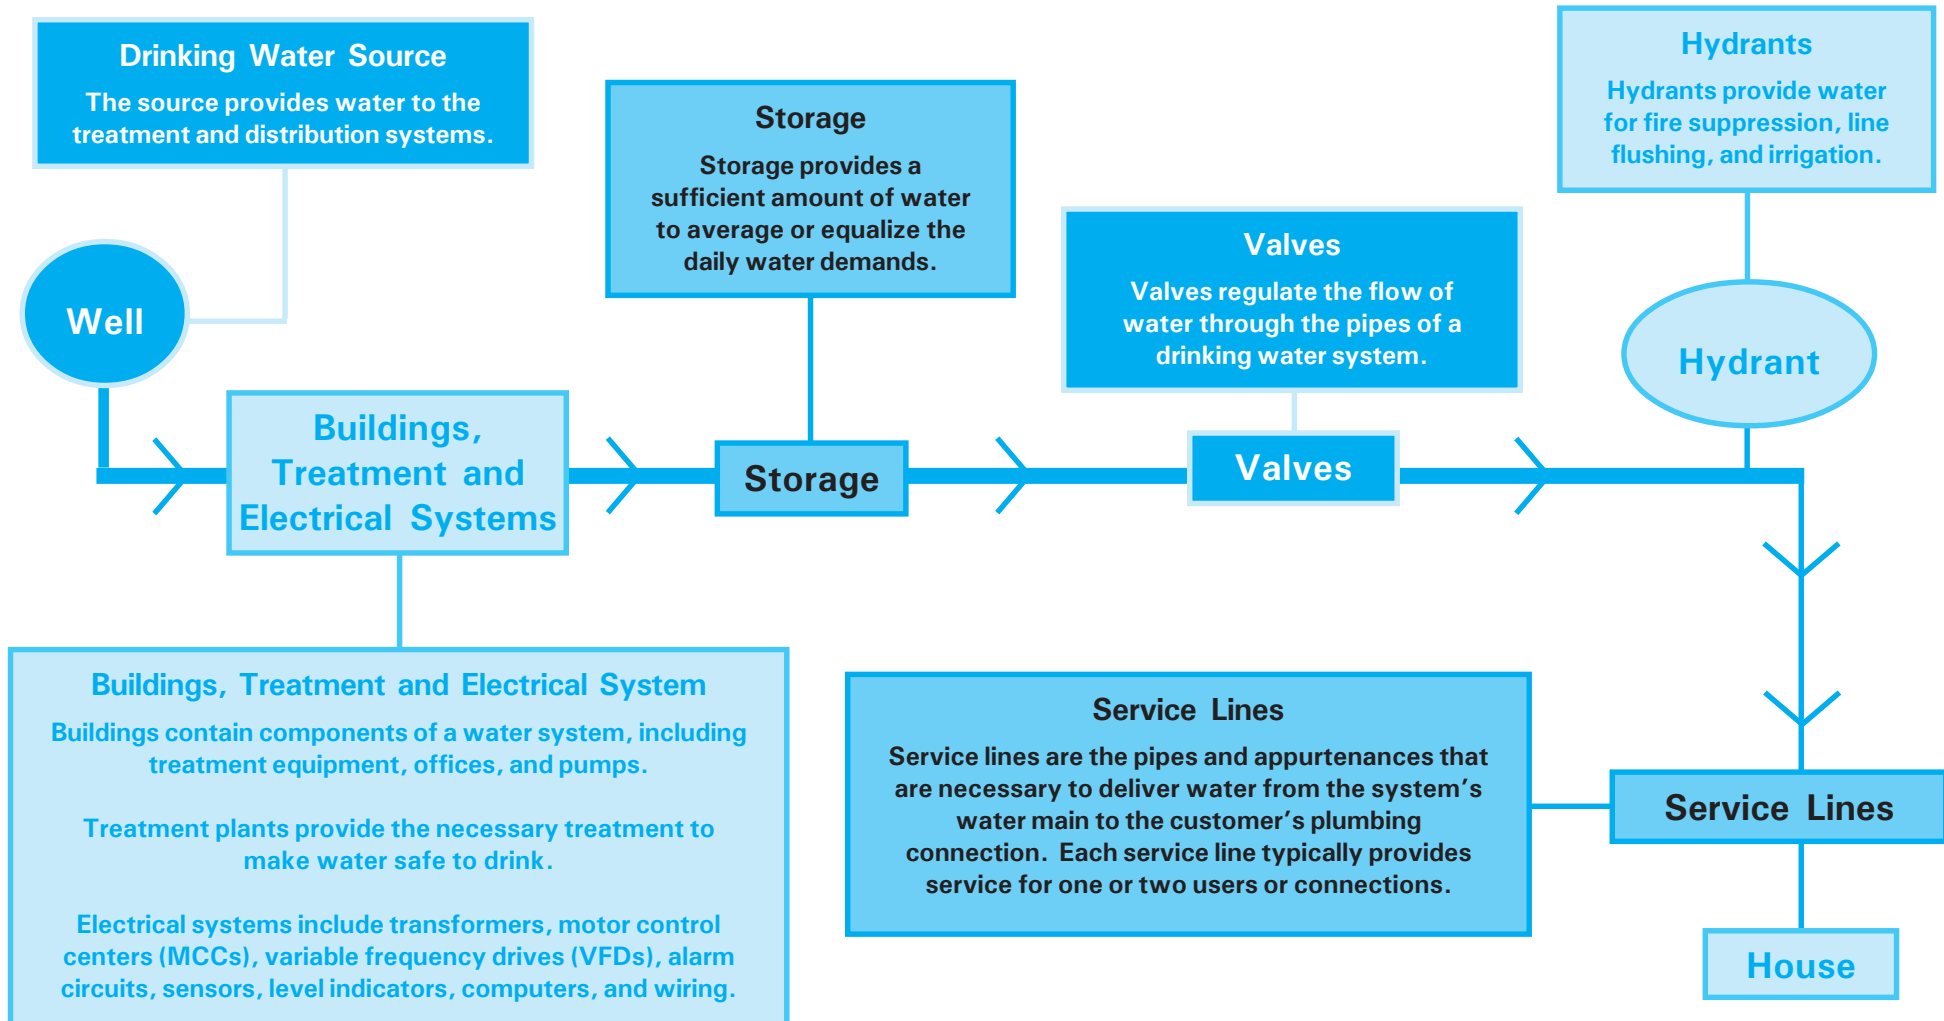 Drinking Water Source
The source provides water to the
treatment and distribution systems.
Well
Buildings,
Treatment and
Electrical Systems
Buildings, Treatment and Electrical System
Buildings contain components of a water system, including
treatment equipment, offices, and pumps.
Treatment plants provide the necessary treatment to
make water safe to drink.
Electrical systems include transformers, motor control
centers (MCCs), variable frequency drives (VFDs), alarm
circuits, sensors, level indicators, computers, and wiring.
Storage
Storage provides a
sufficient amount of water
to average or equalize the
daily water demands.
Storage
Valves
Valves regulate the flow of
water through the pipes of a
drinking water system.
Valves
Hydrants
Hydrants provide water
for fire suppression, line
flushing, and irrigation.
Hydrant
Service Lines
Service lines are the pipes and appurtenances that
are necessary to deliver water from the system’s
water main to the customer’s plumbing
connection. Each service line typically provides
service for one or two users or connections.
Service Lines
House